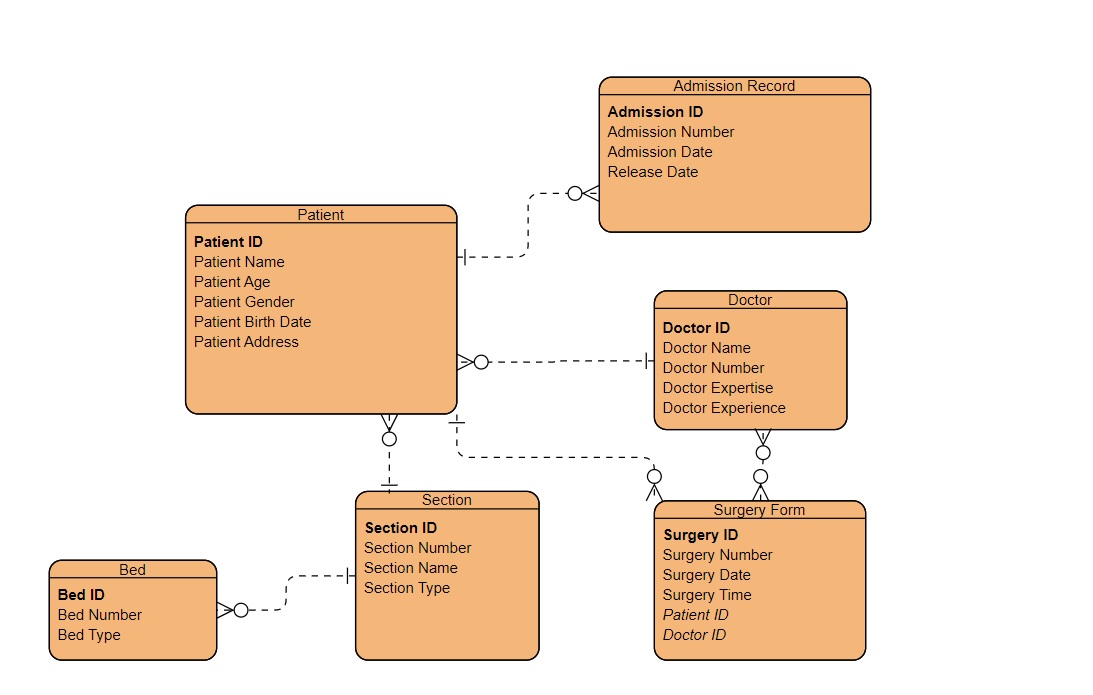 Admission Record
Admission ID
Admission Number
Admission Date
Release Date
Patient
Patient ID
Patient Name
Patient Age
Patient Gender
Patient Birth Date
Patient Address
Doctor
Doctor ID
Doctor Name
Doctor Number
Doctor Expertise
Doctor Experience
Section
Section ID
Section Number
Section Name
Section Type
Surgery Form
Surgery ID
Surgery Number
Surgery Date
Surgery Time
Patient ID
Doctor ID
Bed
Bed ID
Bed Number
Bed Type